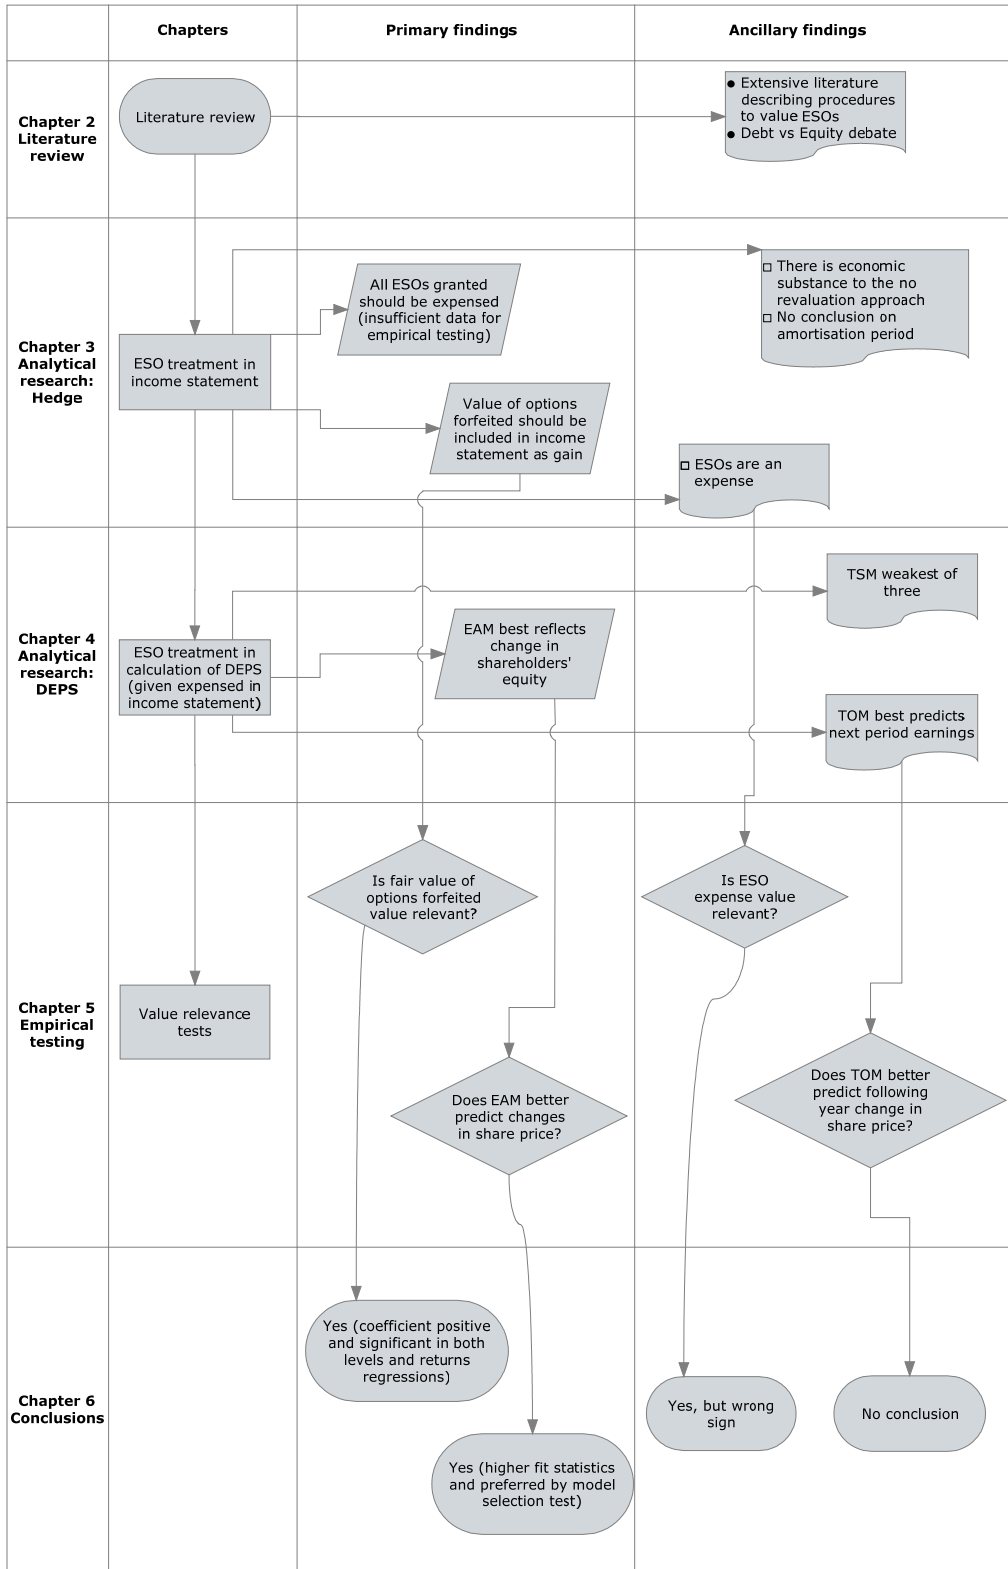 Chapters
Primary findings
Ancillary findings
Chapter 2
Literature
review
Literature review
● Extensive literature
describing procedures
to value ESOs
● Debt vs Equity debate
Chapter 3
Analytical
research:
Hedge
ESO treatment in
income statement
All ESOs granted
should be expensed
(insufficient data for
empirical testing)
Value of options
forfeited should be
included in income
statement as gain
□ There is economic
substance to the no
revaluation approach
□ No conclusion on
amortisation period
□ ESOs are an
expense
Chapter 4
Analytical
research:
DEPS
ESO treatment in
calculation of DEPS
(given expensed in
income statement)
EAM best reflects
change in
shareholders'
equity
TSM weakest of
three
TOM best predicts
next period earnings
Chapter 5
Empirical
testing
Value relevance
tests
Is fair value of
options forfeited
value relevant?
Does EAM better
predict changes
in share price?
Is ESO
expense value
relevant?
Does TOM better
predict following
year change in
share price?
Chapter 6
Conclusions
Yes (coefficient positive
and significant in both
levels and returns
regressions)
Yes (higher fit statistics
and preferred by model
selection test)
Yes, but wrong
sign
No conclusion